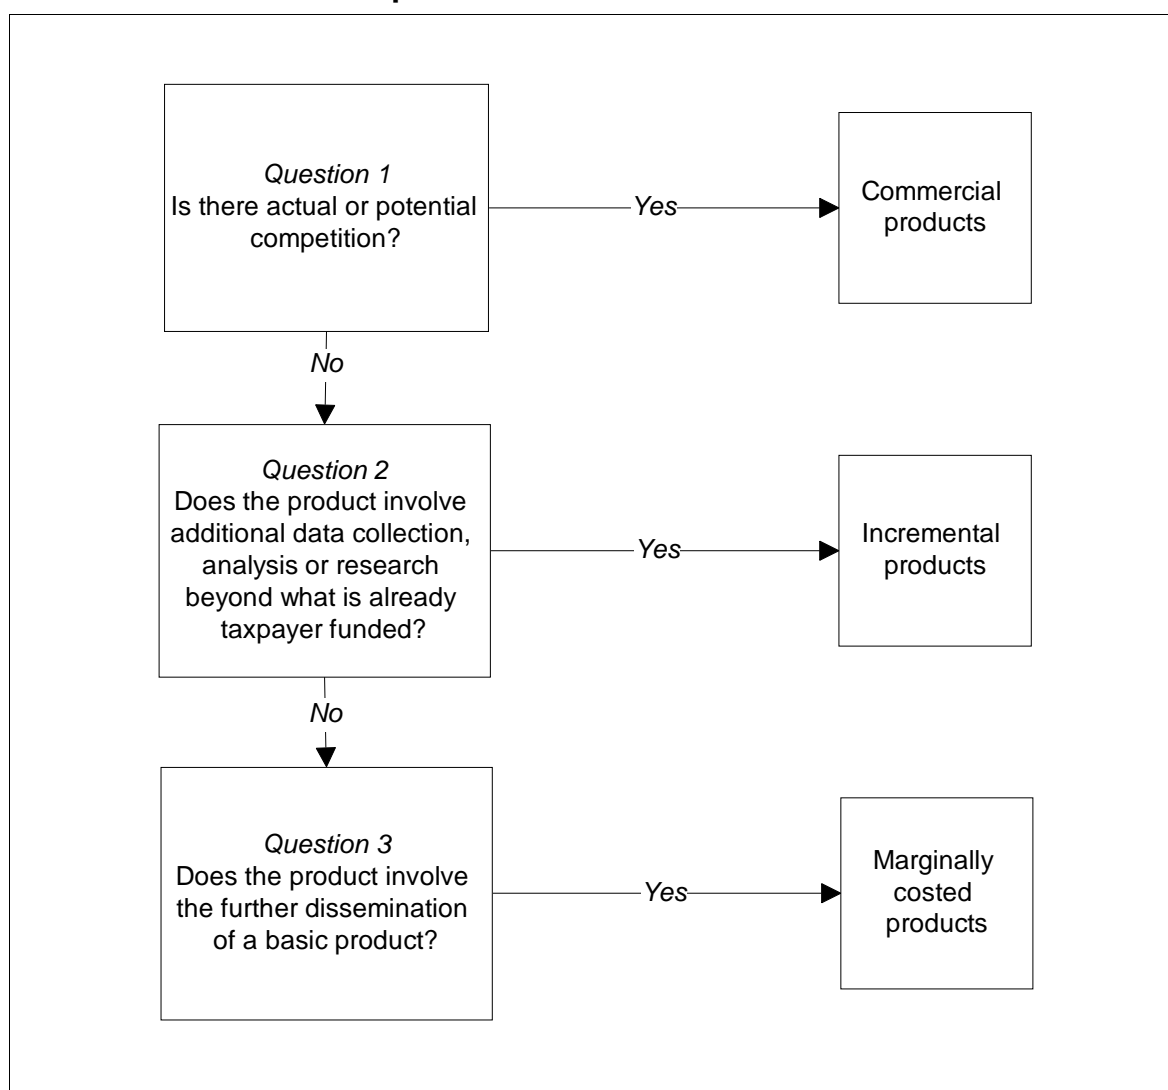 Question 1
Is there actual or potential
competition?
Yes
Commercial
products
No
Question 2
Does the product involve
additional data collection,
analysis or research
beyond what is already
taxpayer funded?
Yes
Incremental
products
No
Question 3
Does the product involve
the further dissemination
of a basic product?
Yes
Marginally
costed
products